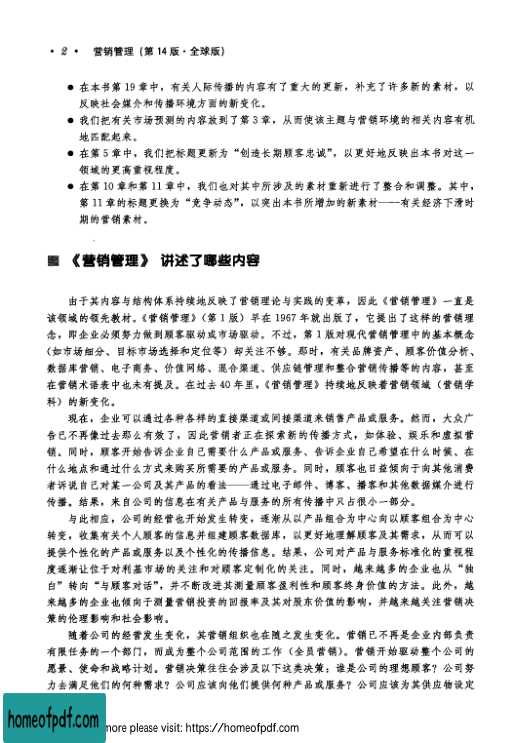 • 2 • 营销管理（第 14 版·全球版）
● 在本书第 19 章中，有关人际传播的内容有了重大的更新，补充了许多新的素材，以
反映社会媒介和传播环境方面的新变化。
● 我们把有关市场预测的内容放到了第 3 章，从而使该主题与营销环境的相关内容有机
地匹配起来。
● 在第 5 章中，我们把标题更新为“创造长期顾客忠诚”，以更好地反映出本书对这一
领域的更高重视程度。
● 在第 10 章和第 11 章中，我们也对其中所涉及的素材重新进行了整合和调整。其中，
第 11 章的标题更换为“竞争动态”，以突出本书所增加的新素材——有关经济下滑时
期的营销素材。
《营销管理》 讲述了哪些内容
由于其内容与结构体系持续地反映了营销理论与实践的变革，因此《营销管理》一直是
该领域的领先教材。《营销管理》（第 1 版）早在 1967 年就出版了，它提出了这样的营销理
念，即企业必须努力做到顾客驱动或市场驱动。不过，第 1 版对现代营销管理中的基本概念
（如市场细分、目标市场选择和定位等）却关注不够。那时，有关品牌资产、顾客价值分析、
数据库营销、电子商务、价值网络、混合渠道、供应链管理和整合营销传播等的内容，甚至
在营销术语表中也未有提及。在过去 40 年里，《营销管理》持续地反映着营销领域（营销学
科）的新变化。
现在，企业可以通过各种各样的直接渠道或间接渠道来销售产品或服务。然而，大众广
告已不再像过去那么有效了，因此营销者正在探索新的传播方式，如体验、娱乐和虚拟营
销。同时，顾客开始告诉企业自己需要什么产品或服务、告诉企业自己希望在什么时候、在
什么地点和通过什么方式来购买所需要的产品或服务。同时，顾客也日益倾向于向其他消费
者诉说自己对某一公司及其产品的看法——通过电子邮件、博客、播客和其他数据媒介进行
传播。结果，来自公司的信息在有关产品与服务的所有传播中只占很小一部分。
与此相应，公司的经营也开始发生转变，逐渐从以产品组合为中心向以顾客组合为中心
转变，收集有关个人顾客的信息并组建顾客数据库，以更好地理解顾客及其需求，从而可以
提供个性化的产品或服务以及个性化的传播信息。结果，公司对产品与服务标准化的重视程
度逐渐让位于对利基市场的关注和对顾客定制化的关注。同时，越来越多的企业也从“独
白”转向“与顾客对话”，并不断改进其测量顾客盈利性和顾客终身价值的方法。此外，越
来越多的企业也倾向于测量营销投资的回报率及其对股东价值的影响，并越来越关注营销决
策的伦理影响和社会影响。
随着公司的经营发生变化，其营销组织也在随之发生变化。营销已不再是企业内部负责
有限任务的一个部门，而成为整个公司范围的工作（全员营销）。营销开始驱动整个公司的
愿景、使命和战略计划。营销决策往往会涉及以下这类决策：谁是公司的理想顾客？公司努
力去满足他们的何种需求？公司应该向他们提供何种产品或服务？公司应该为其供应物设定
homeofpdf.com
more please visit: https://homeofpdf.com